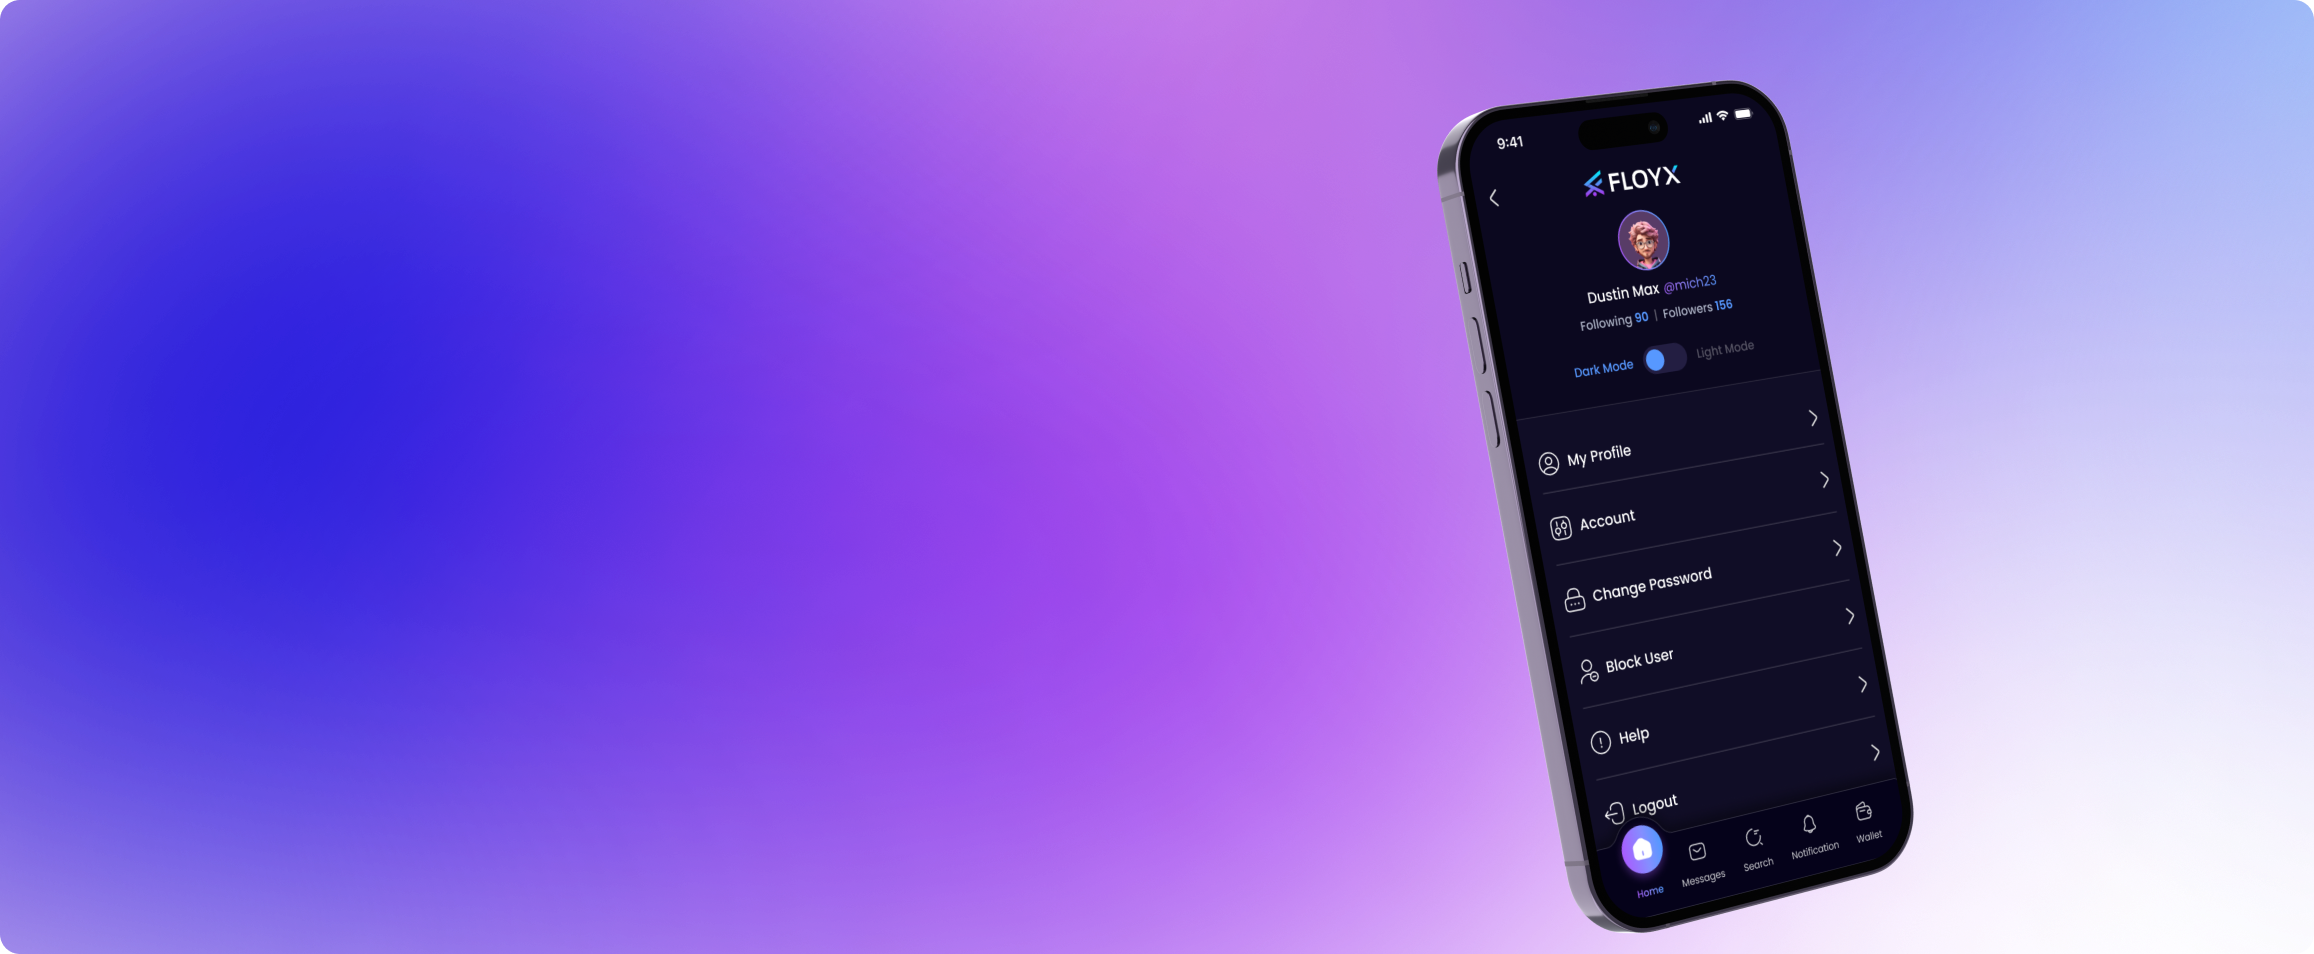 9:41
FLOYX
Dustin Max @mich23
Following 90 | Followers 156
Dark Mode Light Mode
My Profile
Account
Change Password
Block User
Help
Logout
Home Messages Search Notification Wallet